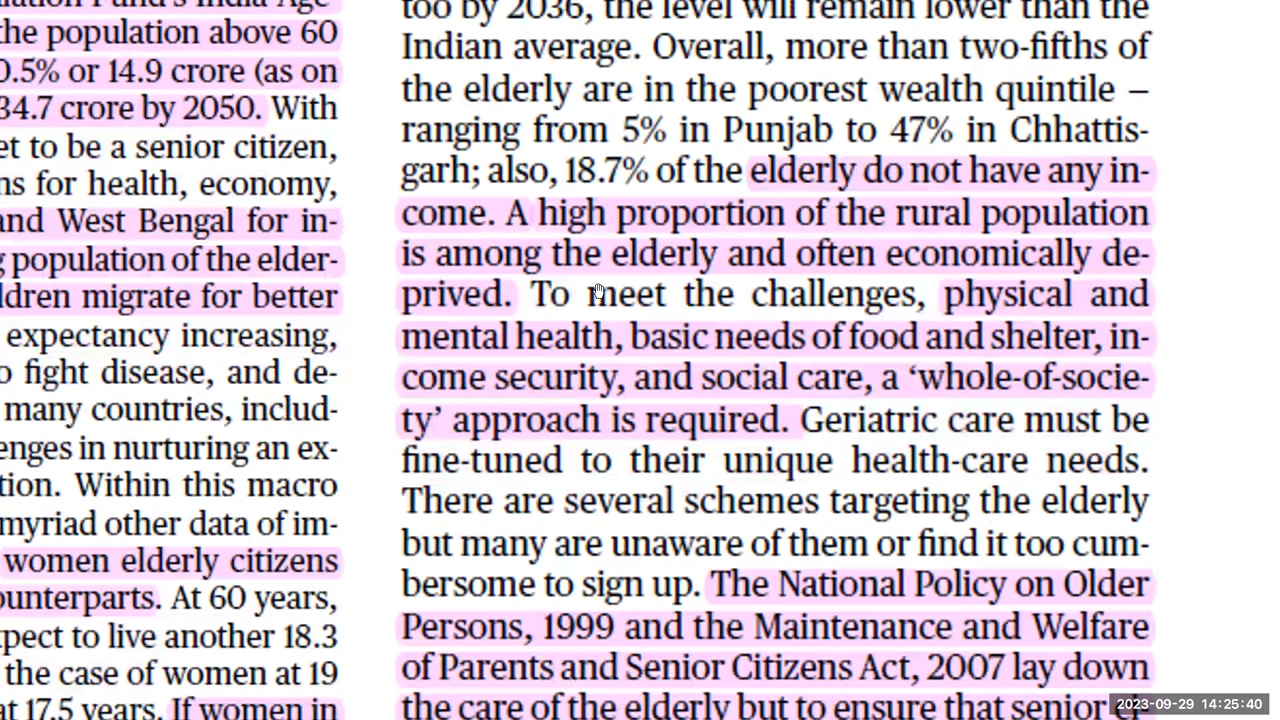 the population above 60
0.5% or 14.9 crore (as on
34.7 crore by 2050. With
to be a senior citizen,
for health, economy,
and West Bengal for in-
population of the elder-
migrate for better
expectancy increasing,
fight disease, and de-
many countries, includ-
in nurturing an ex-
Within this macro
myriad other data of im-
women elderly citizens
At 60 years,
to live another 18.3
the case of women at 19
at 17.5 years. If women in
too by 2036, the level will remain lower than the
Indian average. Overall, more than two-fifths of
the elderly are in the poorest wealth quintile —
ranging from 5% in Punjab to 47% in Chhattis-
garh; also, 18.7% of the elderly do not have any in-
come. A high proportion of the rural population
is among the elderly and often economically de-
prived. To meet the challenges, physical and
mental health, basic needs of food and shelter, in-
come security, and social care, a ‘whole-of-socie-
ty’ approach is required. Geriatric care must be
fine-tuned to their unique health-care needs.
There are several schemes targeting the elderly
but many are unaware of them or find it too cum-
bersome to sign up. The National Policy on Older
Persons, 1999 and the Maintenance and Welfare
of Parents and Senior Citizens Act, 2007 lay down
the care of the elderly but to ensure that senior
2023-09-29 14:25:40